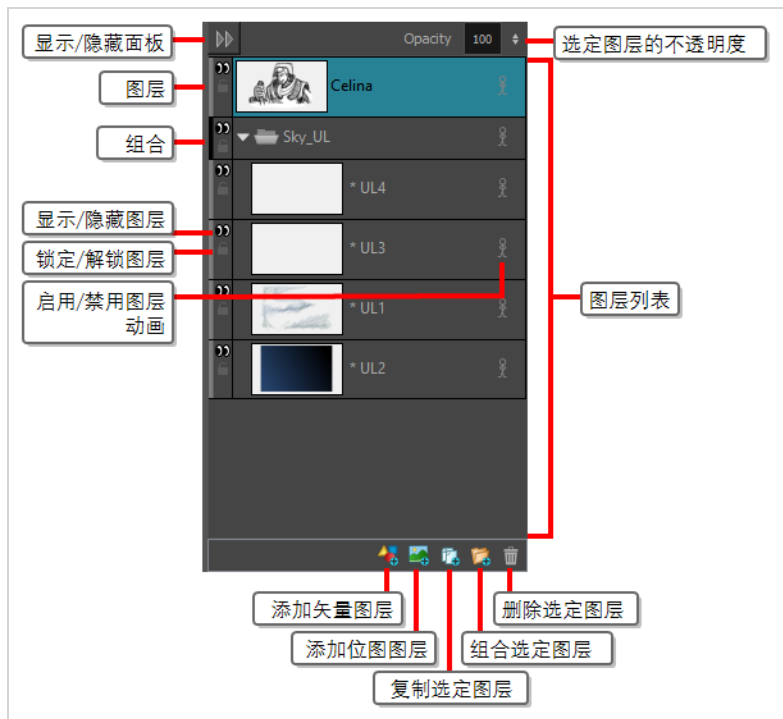 显示/隐藏面板
Opacity 100
选定图层的不透明度
图层
Celina
组合
Sky_UL
* UL4
显示/隐藏图层
锁定/解锁图层
* UL3
启用/禁用图层
动画
图层列表
* UL1
* UL2
添加矢量图层
删除选定图层
添加位图图层
组合选定图层
复制选定图层